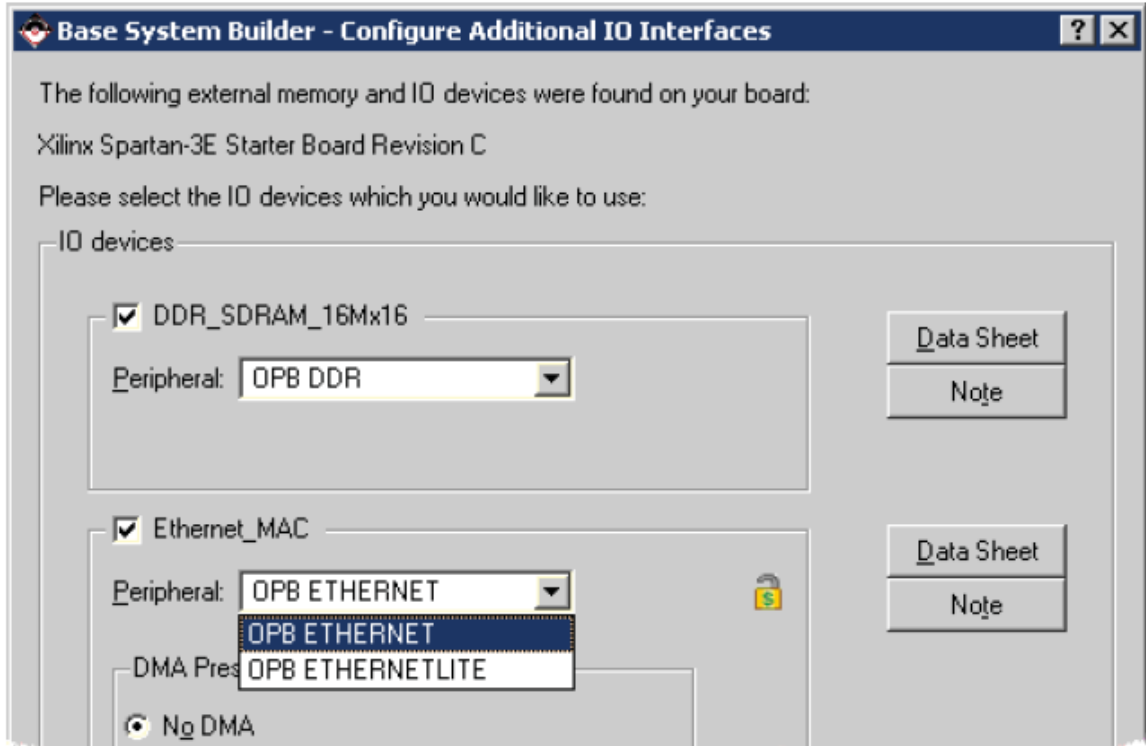 Base System Builder - Configure Additional IO Interfaces
The following external memory and IO devices were found on your board:
Xilinx Spartan-3E Starter Board Revision C
Please select the IO devices which you would like to use:
IO devices
DDR_SDRAM_16Mx16
Data Sheet
Peripheral: OPB DDR
Note
Ethernet_MAC
Data Sheet
Peripheral: OPB ETHERNET
Note
OPB ETHERNET
DMA Pres OPB ETHERNETLITE
No DMA